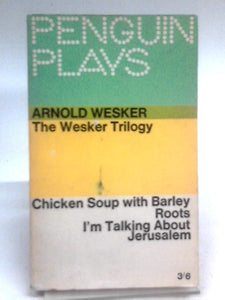 PENGUIN
PLAYS
ARNOLD WESKER
The Wesker Trilogy
Chicken Soup with Barley
Roots
I'm Talking About
Jerusalem
3/6